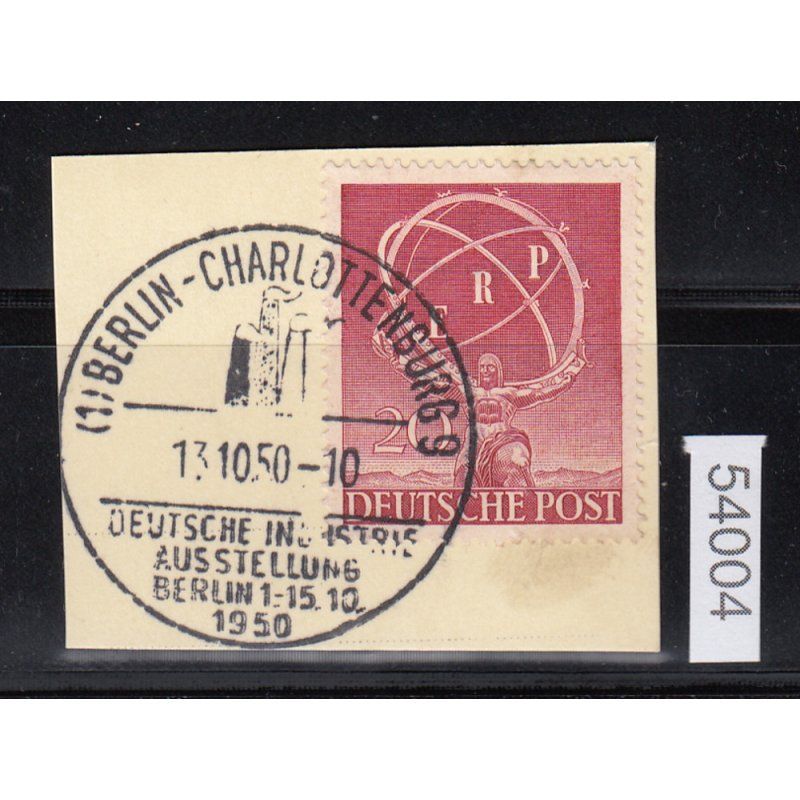 (1) BERLIN-CHARLOTTENBURG 9
13.10.50-10
DEUTSCHE INDUSTRIE
AUSSTELLUNG
BERLIN 1.-15.10.
1950
E R P
20
DEUTSCHE POST
54004